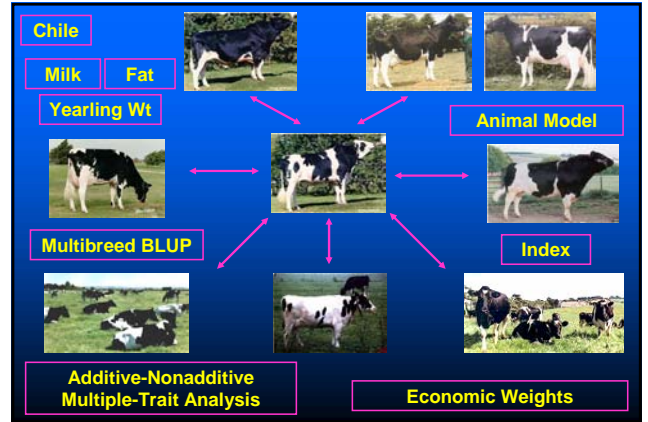 Chile
Milk Fat
Yearling Wt
Animal Model
Multibreed BLUP
Index
Additive-Nonadditive
Multiple-Trait Analysis
Economic Weights